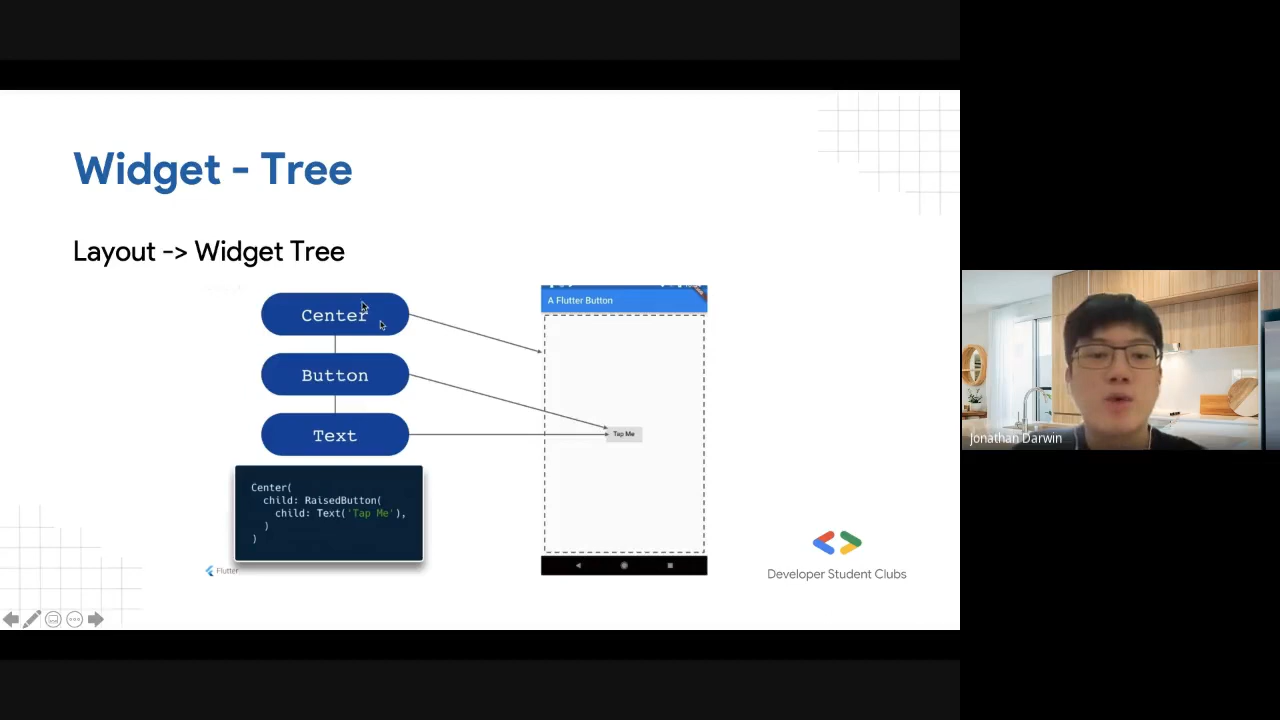 Widget - Tree
Layout -> Widget Tree
Center
Button
Text
Center(
child: RaisedButton(
child: Text('Tap Me'),
)
)
Flutter
A Flutter Button
Tap Me
Developer Student Clubs
Jonathan Darwin